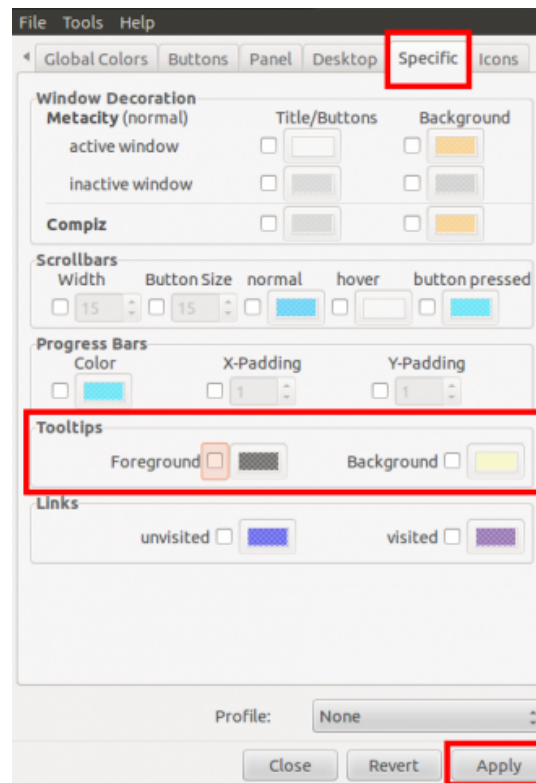 File Tools Help
Global Colors Buttons Panel Desktop Specific Icons
Window Decoration
Metacity (normal) Title/Buttons Background
active window
inactive window
Compiz
Scrollbars
Width Button Size normal hover button pressed
15 15
Progress Bars
Color X-Padding Y-Padding
1 1
Tooltips
Foreground Background
Links
unvisited visited
Profile: None
Close Revert Apply